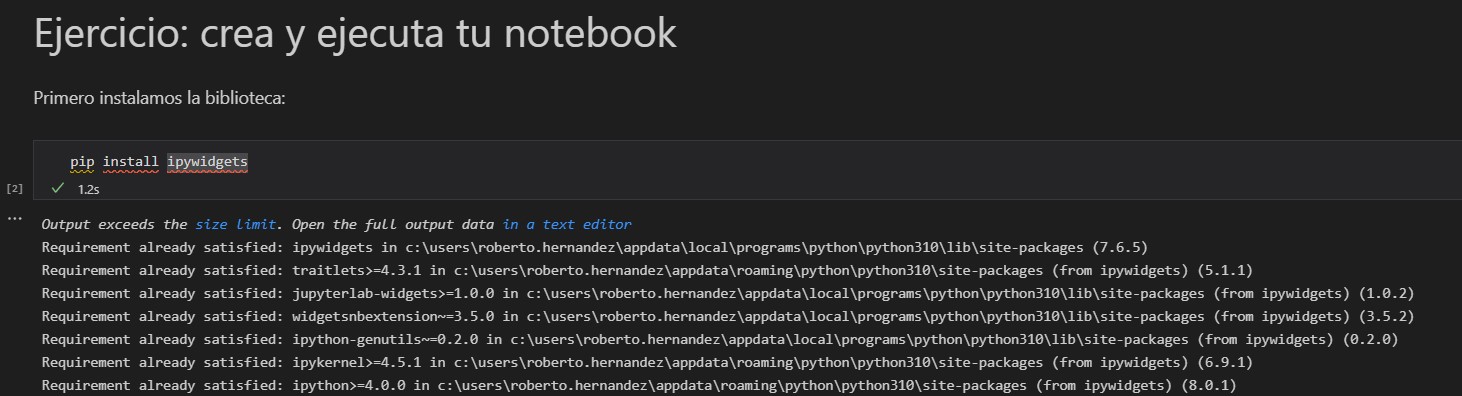 Ejercicio: crea y ejecuta tu notebook
Primero instalamos la biblioteca:
pip install ipywidgets
[2]
1.2s
...
Output exceeds the size limit. Open the full output data in a text editor
Requirement already satisfied: ipywidgets in c:\users\roberto.hernandez\appdata\local\programs\python\python310\lib\site-packages (7.6.5)
Requirement already satisfied: traitlets>=4.3.1 in c:\users\roberto.hernandez\appdata\roaming\python\python310\site-packages (from ipywidgets) (5.1.1)
Requirement already satisfied: jupyterlab-widgets>=1.0.0 in c:\users\roberto.hernandez\appdata\local\programs\python\python310\lib\site-packages (from ipywidgets) (1.0.2)
Requirement already satisfied: widgetsnbextension~=3.5.0 in c:\users\roberto.hernandez\appdata\local\programs\python\python310\lib\site-packages (from ipywidgets) (3.5.2)
Requirement already satisfied: ipython-genutils~=0.2.0 in c:\users\roberto.hernandez\appdata\local\programs\python\python310\lib\site-packages (from ipywidgets) (0.2.0)
Requirement already satisfied: ipykernel>=4.5.1 in c:\users\roberto.hernandez\appdata\roaming\python\python310\site-packages (from ipywidgets) (6.9.1)
Requirement already satisfied: ipython>=4.0.0 in c:\users\roberto.hernandez\appdata\roaming\python\python310\site-packages (from ipywidgets) (8.0.1)